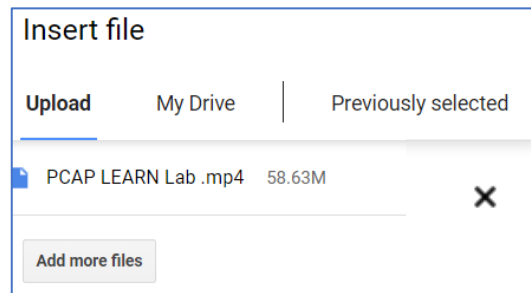 Insert file
Upload My Drive Previously selected
PCAP LEARN Lab .mp4 58.63M
Add more files